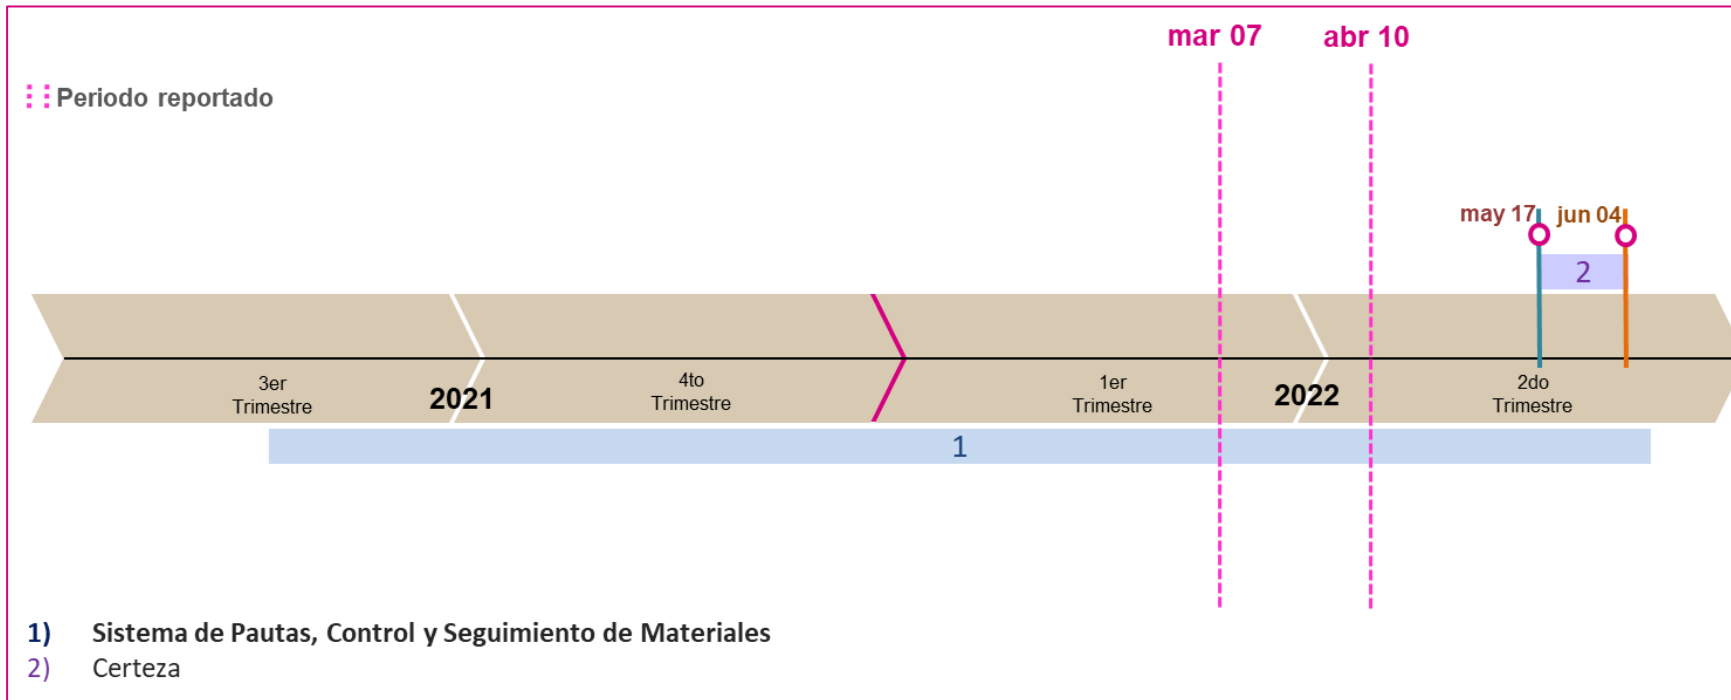 mar 07
abr 10
Periodo reportado
may 17
jun 04
2
3er
Trimestre
2021
4to
Trimestre
1er
Trimestre
2022
2do
Trimestre
1
1) Sistema de Pautas, Control y Seguimiento de Materiales
2) Certeza